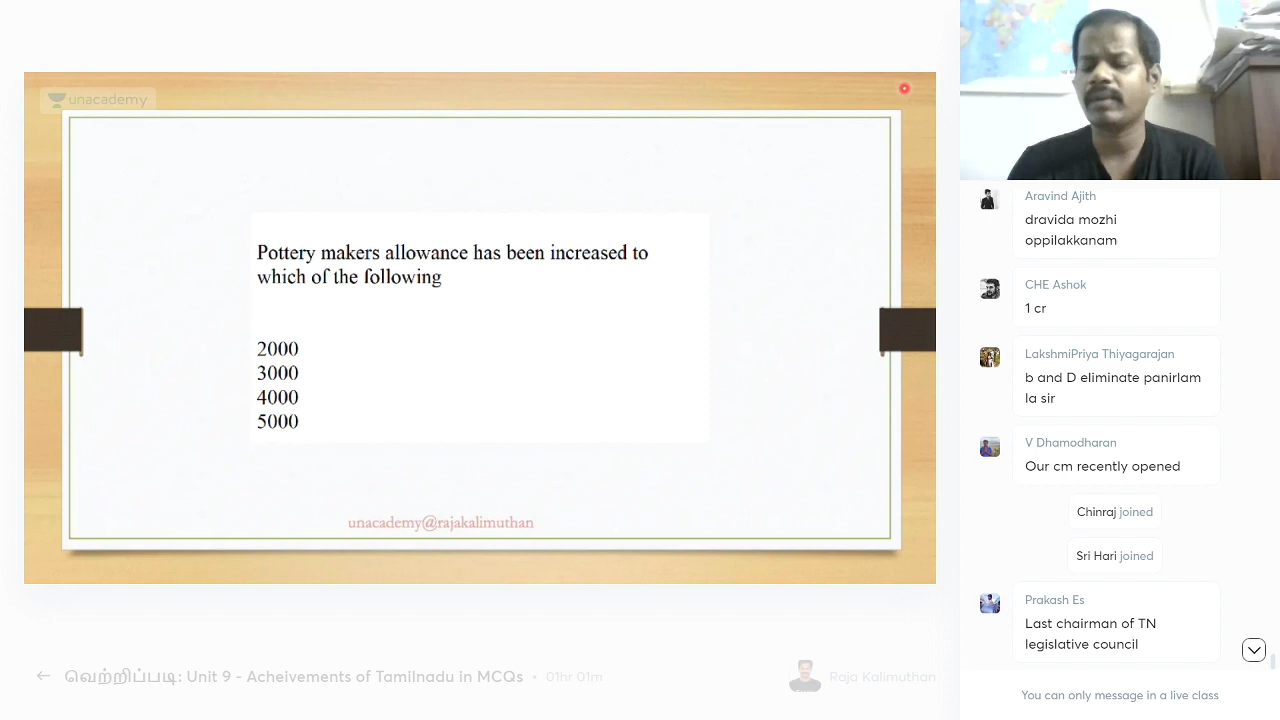 unacademy
Pottery makers allowance has been increased to
which of the following
2000
3000
4000
5000
unacademy@rajakalimuthan
Aravind Ajith
dravida mozhi
oppilakkanam
CHE Ashok
1 cr
LakshmiPriya Thiyagarajan
b and D eliminate panirlam
la sir
V Dhamodharan
Our cm recently opened
Chinraj joined
Sri Hari joined
Prakash Es
Last chairman of TN
legislative council
You can only message in a live class
வெற்றிப்படி: Unit 9 - Acheivements of Tamilnadu in MCQs • 01hr 01m
Raja Kalimuthan